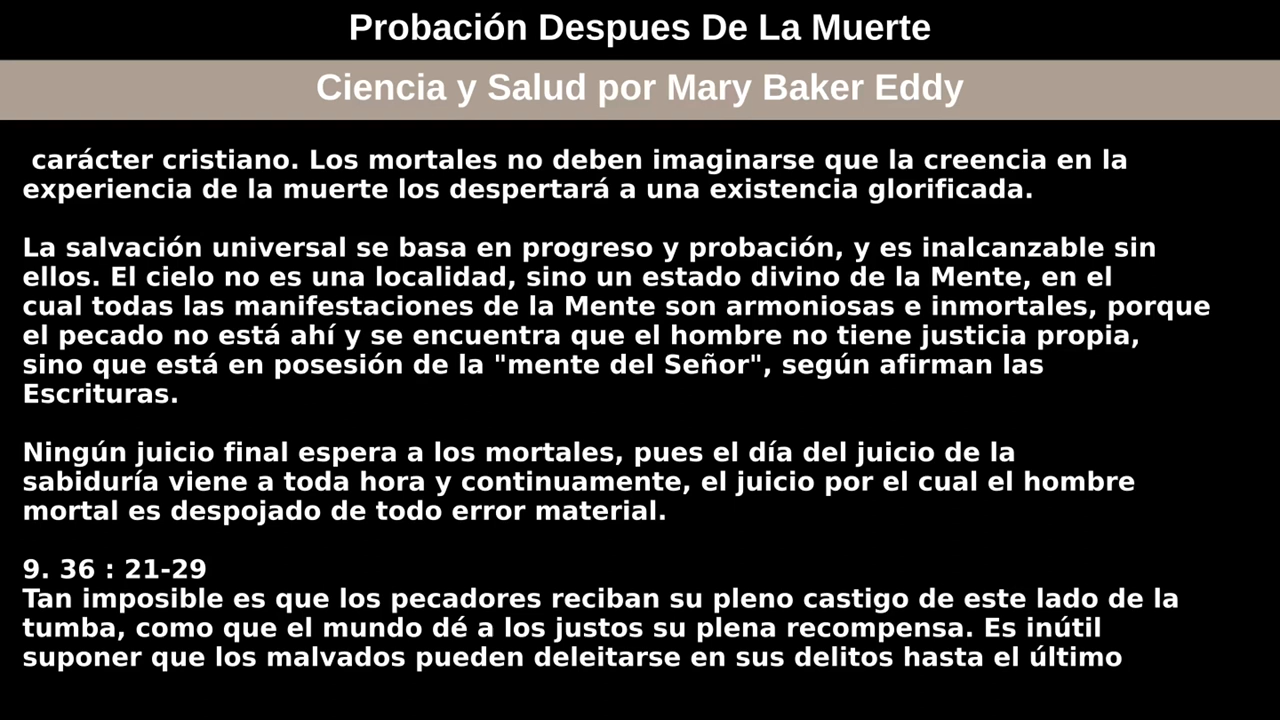 Probación Despues De La Muerte
Ciencia y Salud por Mary Baker Eddy
carácter cristiano. Los mortales no deben imaginarse que la creencia en la
experiencia de la muerte los despertará a una existencia glorificada.
La salvación universal se basa en progreso y probación, y es inalcanzable sin
ellos. El cielo no es una localidad, sino un estado divino de la Mente, en el
cual todas las manifestaciones de la Mente son armoniosas e inmortales, porque
el pecado no está ahí y se encuentra que el hombre no tiene justicia propia,
sino que está en posesión de la "mente del Señor", según afirman las
Escrituras.
Ningún juicio final espera a los mortales, pues el día del juicio de la
sabiduría viene a toda hora y continuamente, el juicio por el cual el hombre
mortal es despojado de todo error material.
9. 36 : 21-29
Tan imposible es que los pecadores reciban su pleno castigo de este lado de la
tumba, como que el mundo dé a los justos su plena recompensa. Es inútil
suponer que los malvados pueden deleitarse en sus delitos hasta el último